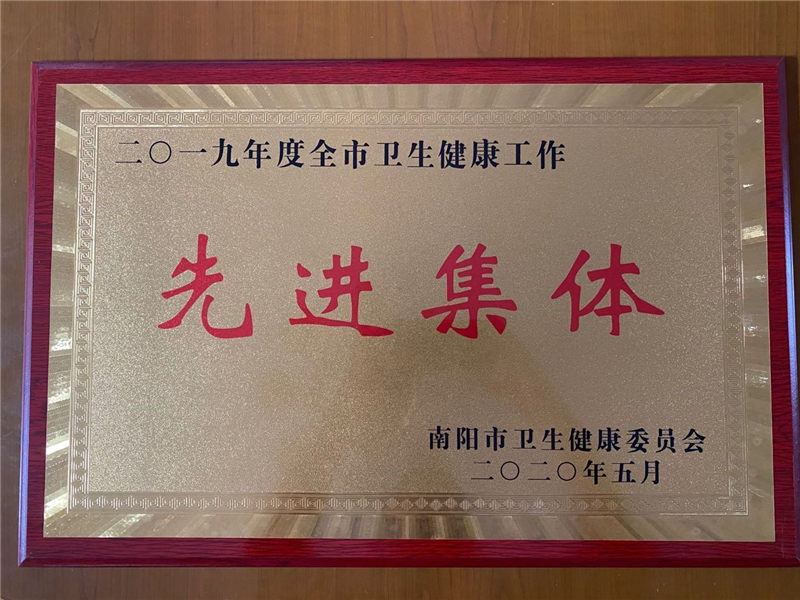 二〇一九年度全市卫生健康工作
先进集体
南阳市卫生健康委员会
二〇二〇年五月